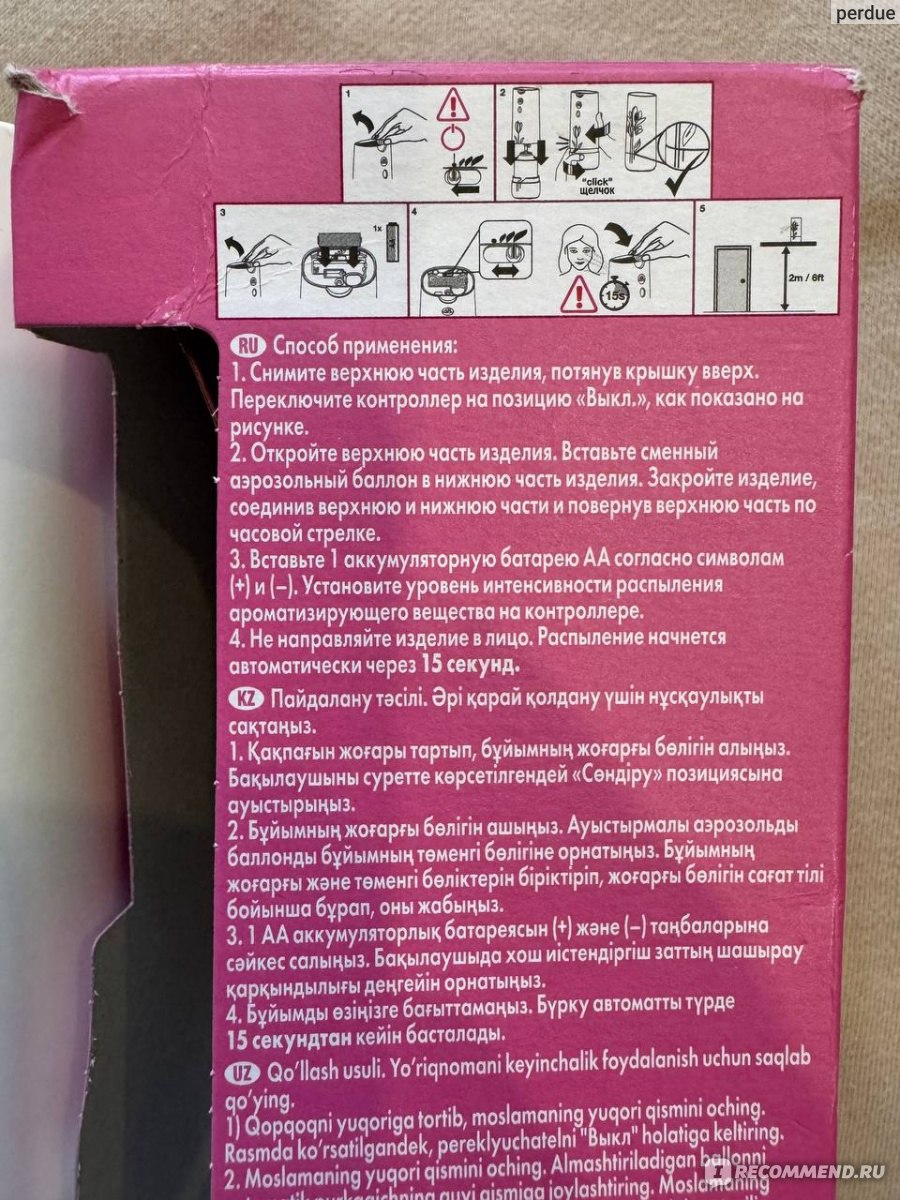 perdue
1
2
"click"
щелчок
3
1x
4
15s
5
2m / 6ft
RU Способ применения:
1. Снимите верхнюю часть изделия, потянув крышку вверх.
Переключите контроллер на позицию «Выкл.», как показано на
рисунке.
2. Откройте верхнюю часть изделия. Вставьте сменный
аэрозольный баллон в нижнюю часть изделия. Закройте изделие,
соединив верхнюю и нижнюю части и повернув верхнюю часть по
часовой стрелке.
3. Вставьте 1 аккумуляторную батарею АА согласно символам
(+) и (–). Установите уровень интенсивности распыления
ароматизирующего вещества на контроллере.
4. Не направляйте изделие в лицо. Распыление начнется
автоматически через 15 секунд.
KZ Пайдалану тәсілі. Әрі қарай қолдану үшін нұсқаулықты
сақтаңыз.
1. Қақпағын жоғары тартып, бұйымның жоғарғы бөлігін алыңыз.
Бақылаушыны суретте көрсетілгендей «Сөндіру» позициясына
ауыстырыңыз.
2. Бұйымның жоғарғы бөлігін ашыңыз. Ауыстырмалы аэрозольды
баллонды бұйымның төменгі бөлігіне орнатыңыз. Бұйымның
жоғарғы және төменгі бөліктерін біріктіріп, жоғарғы бөлігін сағат тілі
бойынша бұрап, оны жабыңыз.
3. 1 АА аккумуляторлық батареясын (+) және (–) таңбаларына
сәйкес салыңыз. Бақылаушыда хош иістендіргіш заттың шашырау
қарқындылығы деңгейін орнатыңыз.
4. Бұйымды өзіңізге бағыттамаңыз. Бүрку автоматты түрде
15 секундтан кейін басталады.
UZ Qo'llash usuli. Yo'riqnomani keyinchalik foydalanish uchun saqlab
qo'ying.
1) Qopqoqni yuqoriga tortib, moslamaning yuqori qismini oching.
Rasmda ko'rsatilgandek, pereklyuchatelni "Выкл" holatiga keltiring.
2. Moslamaning yuqori qismini oching. Almashtiriladigan ballonni
qismiga joylashtiring. Moslamaning
IRECOMMEND.RU